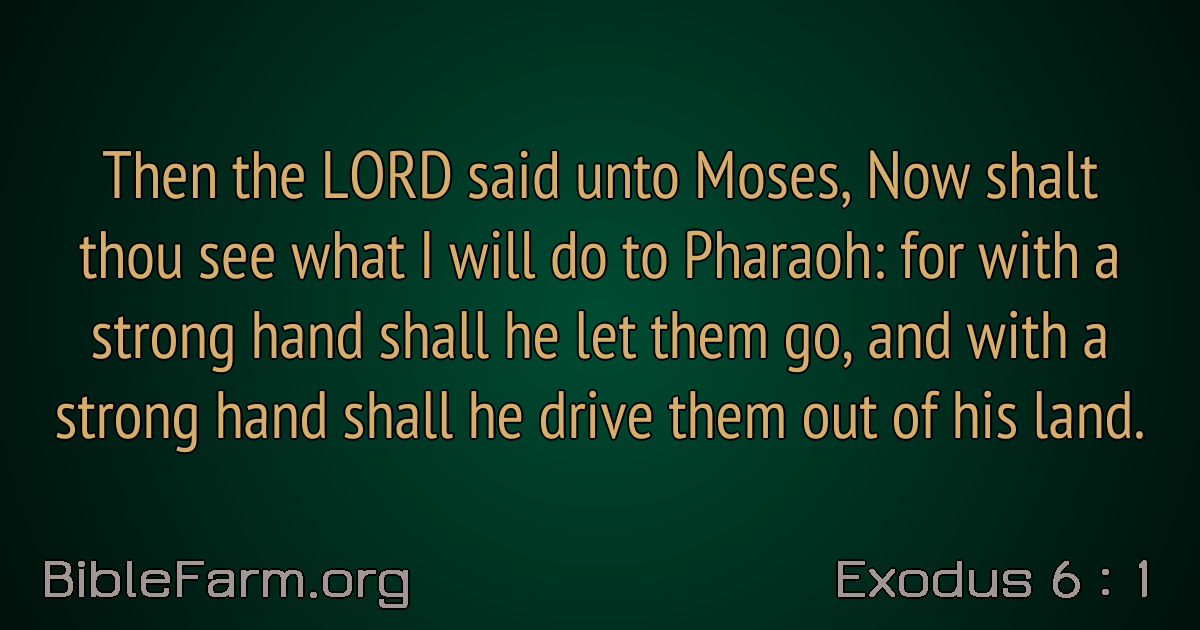 Then the LORD said unto Moses, Now shalt
thou see what I will do to Pharaoh: for with a
strong hand shall he let them go, and with a
strong hand shall he drive them out of his land.
BibleFarm.org
Exodus 6 : 1